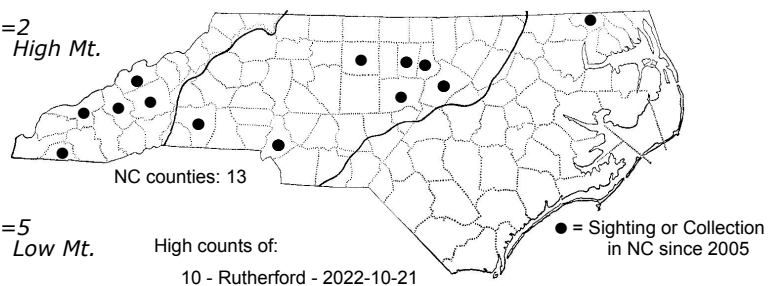 =2
High Mt.
NC counties: 13
=5
Low Mt.
High counts of:
10 - Rutherford - 2022-10-21
● = Sighting or Collection
in NC since 2005